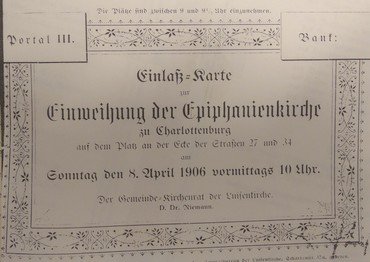 Die Plätze sind zwischen 9 und 9¾ Uhr einzunehmen.
Portal III.
Bank:
Einlaß-Karte
zur
Einweihung der Epiphanienkirche
zu Charlottenburg
auf dem Platz an der Ecke der Straßen 27 und 34
am
Sonntag den 8. April 1906 vormittags 10 Uhr.
Der Gemeinde-Kirchenrat der Luisenkirche.
D. Dr. Niemann.